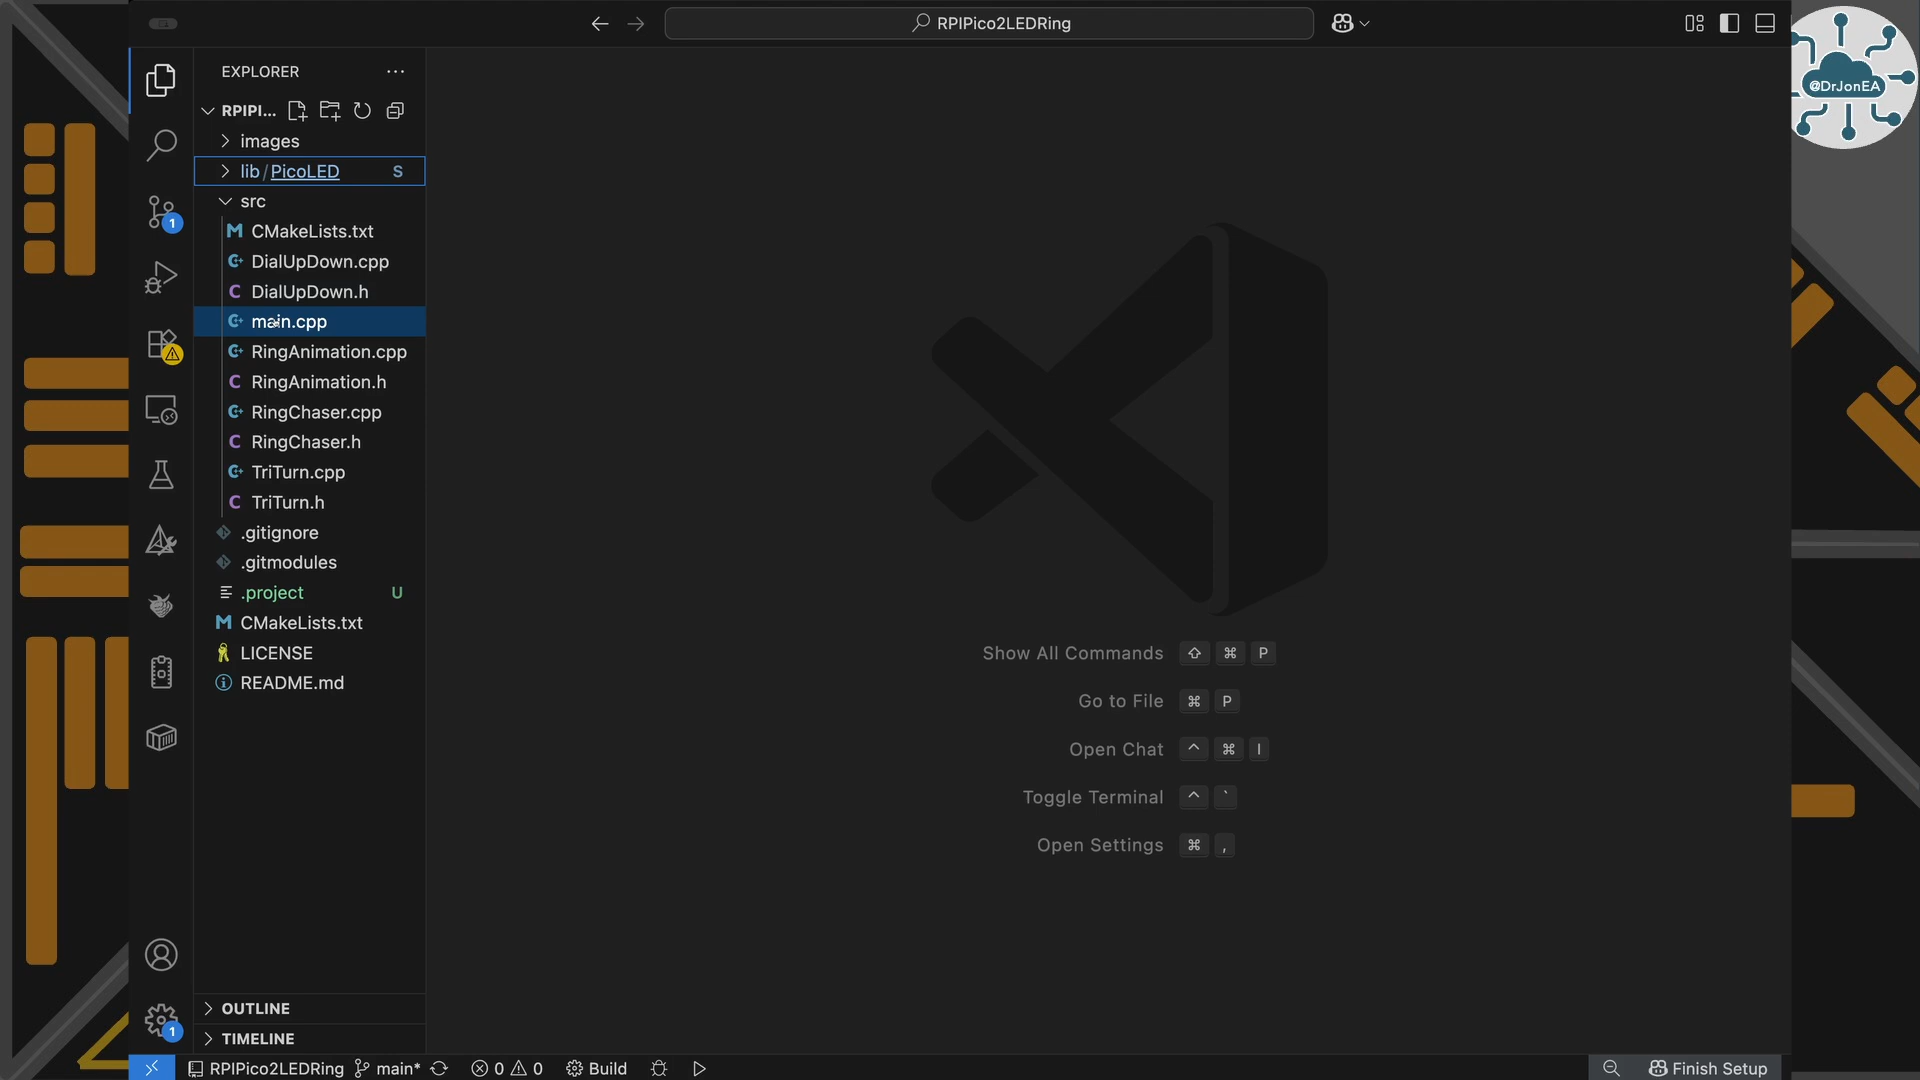 RPIPico2LEDRing
@DrJonEA
EXPLORER
RPIPI...
images
lib / PicoLED S
src
CMakeLists.txt
DialUpDown.cpp
DialUpDown.h
main.cpp
RingAnimation.cpp
RingAnimation.h
RingChaser.cpp
RingChaser.h
TriTurn.cpp
TriTurn.h
.gitignore
.gitmodules
.project U
CMakeLists.txt
LICENSE
README.md
OUTLINE
TIMELINE
1
1
Show All Commands ⇧ ⌘ P
Go to File ⌘ P
Open Chat ^ ⌘ I
Toggle Terminal ^ `
Open Settings ⌘ ,
RPIPico2LEDRing main* 0 0 Build Finish Setup